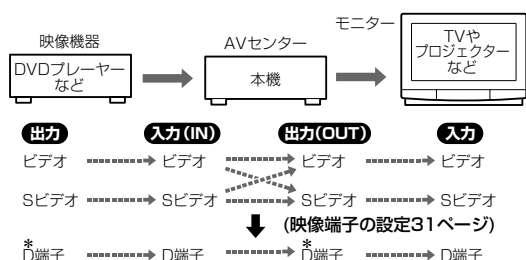 映像機器
AVセンター
モニター
DVDプレーヤー
など
本機
TVや
プロジェクター
など
出力
入力(IN)
出力(OUT)
入力
ビデオ
ビデオ
ビデオ
ビデオ
Sビデオ
Sビデオ
Sビデオ
Sビデオ
(映像端子の設定31ページ)
*D端子
D端子
*D端子
D端子